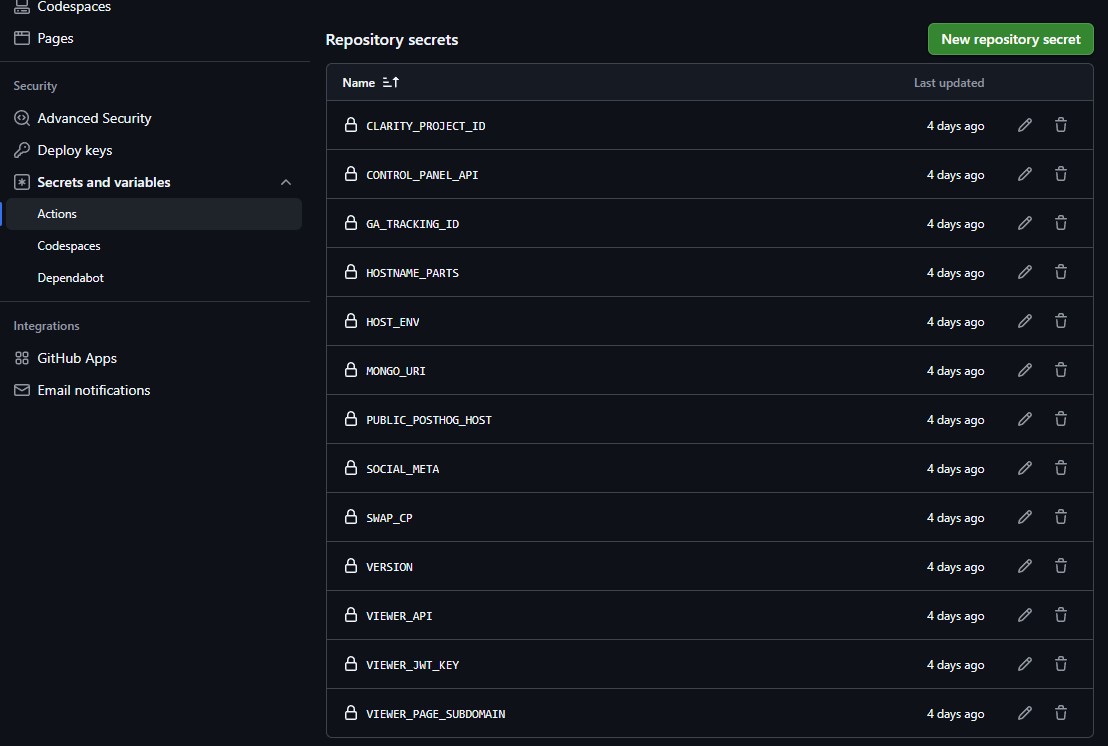 Codespaces
Pages
Security
Advanced Security
Deploy keys
Secrets and variables
Actions
Codespaces
Dependabot
Integrations
GitHub Apps
Email notifications
Repository secrets
New repository secret
Name Last updated
CLARITY_PROJECT_ID 4 days ago
CONTROL_PANEL_API 4 days ago
GA_TRACKING_ID 4 days ago
HOSTNAME_PARTS 4 days ago
HOST_ENV 4 days ago
MONGO_URI 4 days ago
PUBLIC_POSTHOG_HOST 4 days ago
SOCIAL_META 4 days ago
SWAP_CP 4 days ago
VERSION 4 days ago
VIEWER_API 4 days ago
VIEWER_JWT_KEY 4 days ago
VIEWER_PAGE_SUBDOMAIN 4 days ago